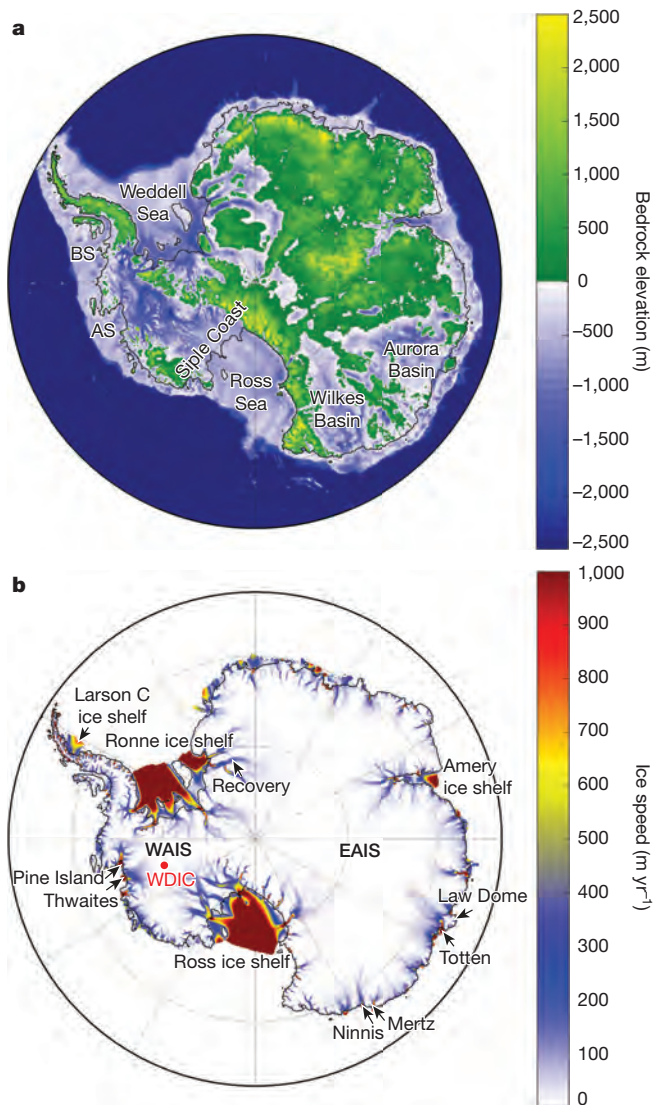 a
2,500
2,000
1,500
1,000
500
0
–500
–1,000
–1,500
–2,000
–2,500
Bedrock elevation (m)
Weddell
Sea
BS
AS
Siple Coast
Ross
Sea
Wilkes
Basin
Aurora
Basin
b
1,000
900
800
700
600
500
400
300
200
100
0
Ice speed (m yr⁻¹)
Larson C
ice shelf
Ronne ice shelf
Recovery
Amery
ice shelf
WAIS
EAIS
WDIC
Pine Island
Thwaites
Law Dome
Ross ice shelf
Totten
Ninnis
Mertz